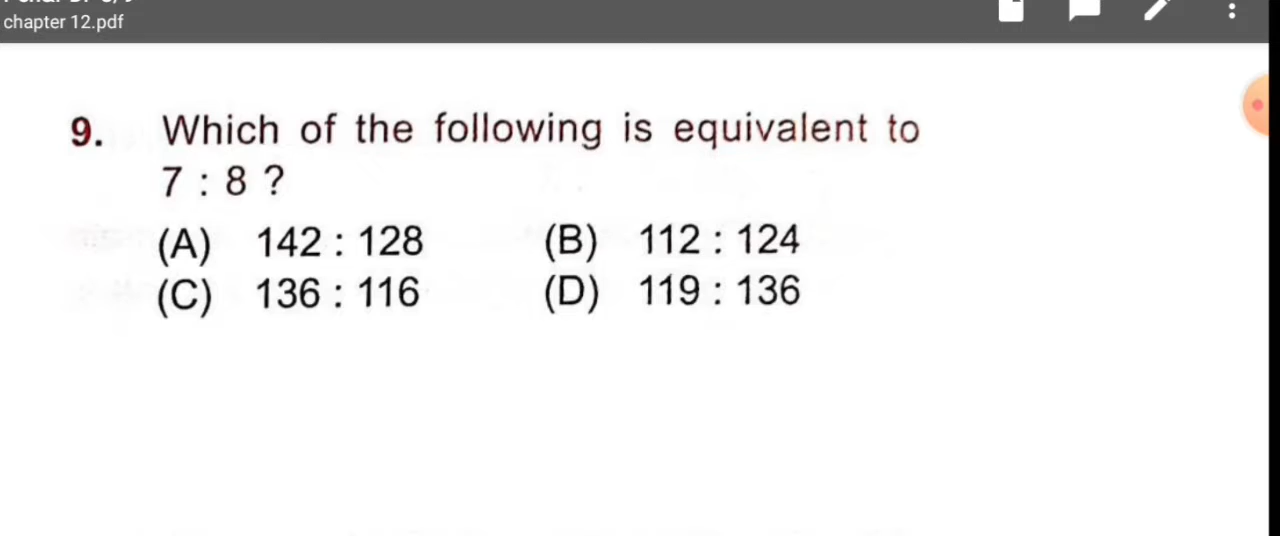 chapter 12.pdf
9. Which of the following is equivalent to
7 : 8 ?
(A) 142 : 128 (B) 112 : 124
(C) 136 : 116 (D) 119 : 136